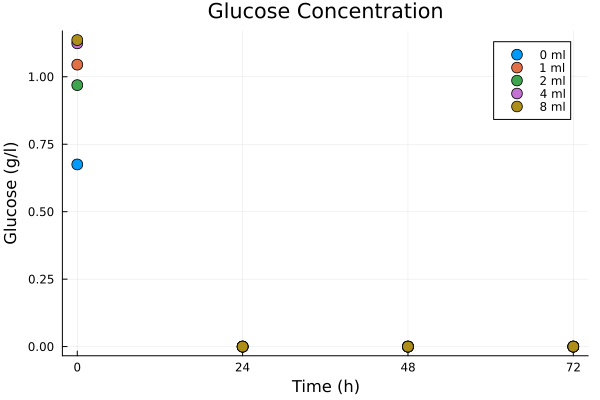 Glucose Concentration
Glucose (g/l)
1.00
0.75
0.50
0.25
0.00
0 ml
1 ml
2 ml
4 ml
8 ml
0 24 48 72
Time (h)